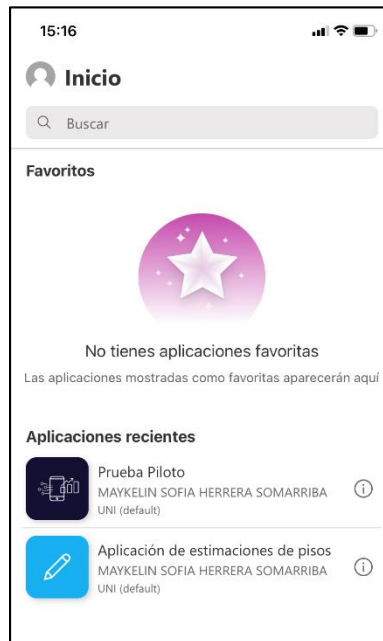 15:16
Inicio
Buscar
Favoritos
No tienes aplicaciones favoritas
Las aplicaciones mostradas como favoritas aparecerán aquí
Aplicaciones recientes
Prueba Piloto
MAYKELIN SOFIA HERRERA SOMARRIBA
UNI (default)
Aplicación de estimaciones de pisos
MAYKELIN SOFIA HERRERA SOMARRIBA
UNI (default)